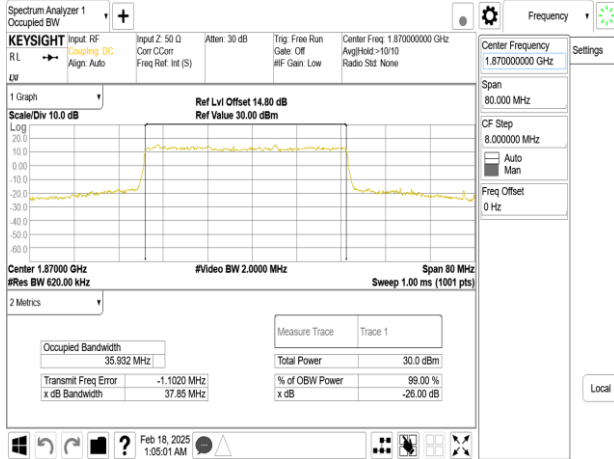 Spectrum Analyzer 1
Occupied BW
Frequency
KEYSIGHT
RL
Input: RF
Coupling: DC
Align: Auto
Input Z: 50 Ω
Corr CCorr
Freq Ref: Int (S)
Atten: 30 dB
Trig: Free Run
Gate: Off
#IF Gain: Low
Center Freq: 1.870000000 GHz
Avg|Hold:>10/10
Radio Std: None
Center Frequency
1.870000000 GHz
Settings
Span
80.000 MHz
CF Step
8.000000 MHz
Auto
Man
Freq Offset
0 Hz
1 Graph
Scale/Div 10.0 dB
Ref Lvl Offset 14.80 dB
Ref Value 30.00 dBm
Log
20.0
10.0
0.00
-10.0
-20.0
-30.0
-40.0
-50.0
-60.0
Center 1.87000 GHz
#Video BW 2.0000 MHz
Span 80 MHz
#Res BW 620.00 kHz
Sweep 1.00 ms (1001 pts)
2 Metrics
Measure Trace
Trace 1
Occupied Bandwidth
35.932 MHz
Total Power
30.0 dBm
Transmit Freq Error
-1.1020 MHz
% of OBW Power
99.00 %
x dB Bandwidth
37.85 MHz
x dB
-26.00 dB
Local
Feb 18, 2025
1:05:01 AM